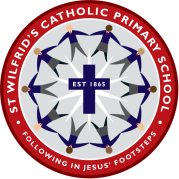 ST WILFRID'S CATHOLIC PRIMARY SCHOOL
EST 1865
• FOLLOWING IN JESUS' FOOTSTEPS •